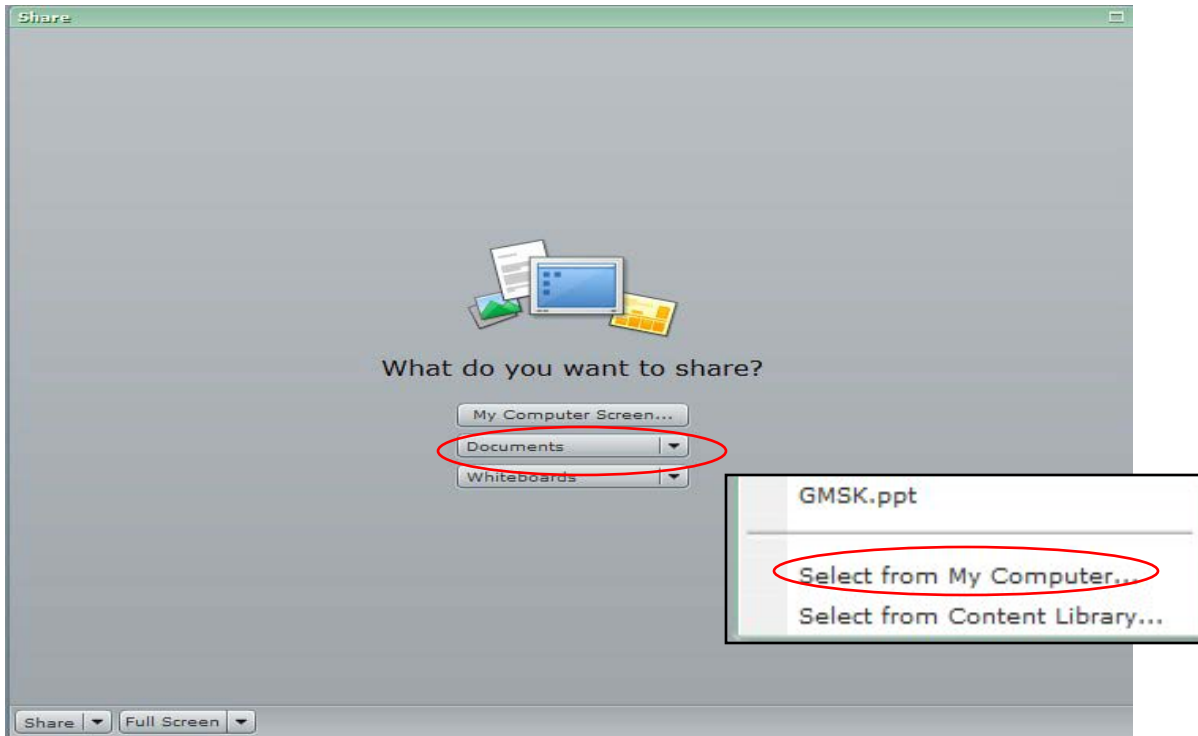 Share
What do you want to share?
My Computer Screen...
Documents
Whiteboards
GMSK.ppt
Select from My Computer...
Select from Content Library...
Share
Full Screen